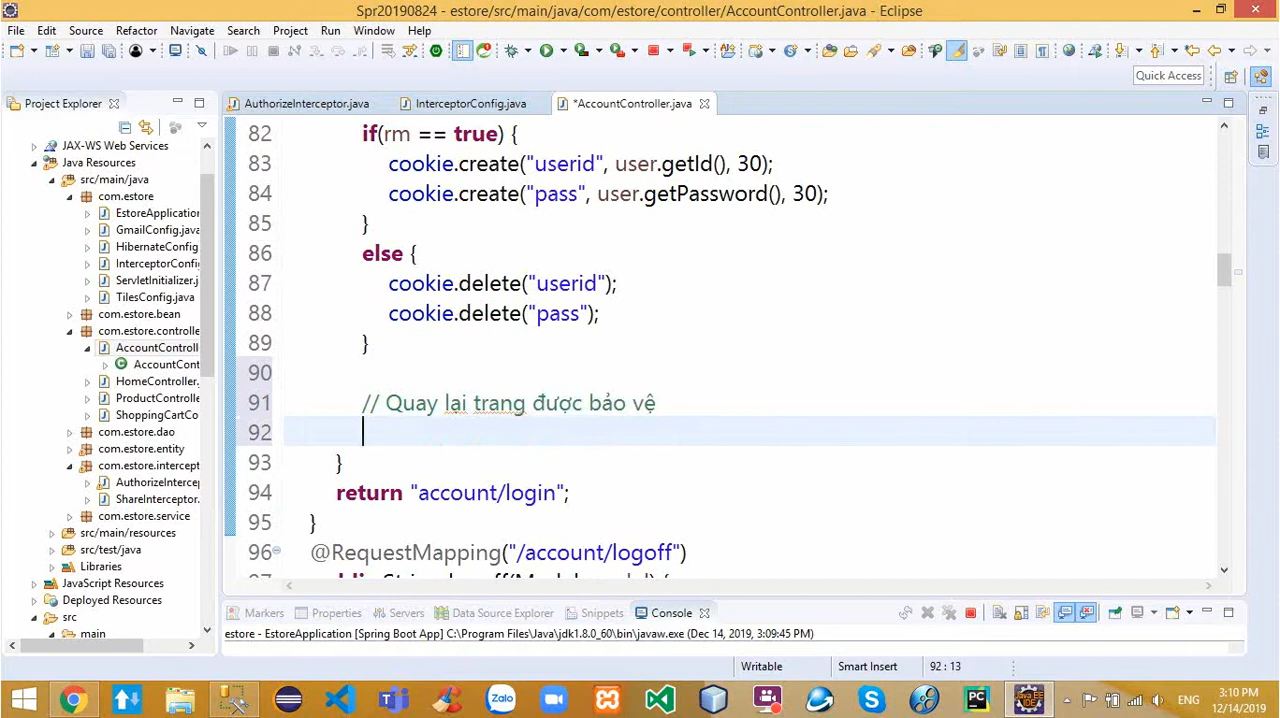 Spr20190824 - estore/src/main/java/com/estore/controller/AccountController.java - Eclipse
File Edit Source Refactor Navigate Search Project Run Window Help
Quick Access
Project Explorer
AuthorizeInterceptor.java InterceptorConfig.java *AccountController.java
JAX-WS Web Services
Java Resources
src/main/java
com.estore
EstoreApplication
GmailConfig.java
HibernateConfig.
InterceptorConfi
ServletInitializer.j
TilesConfig.java
com.estore.bean
com.estore.controlle
AccountControll
AccountCont
HomeController.
ProductControlle
ShoppingCartCo
com.estore.dao
com.estore.entity
com.estore.intercept
AuthorizeInterce
ShareInterceptor.
com.estore.service
src/main/resources
src/test/java
Libraries
JavaScript Resources
Deployed Resources
src
main
82 if(rm == true) {
83 cookie.create("userid", user.getId(), 30);
84 cookie.create("pass", user.getPassword(), 30);
85 }
86 else {
87 cookie.delete("userid");
88 cookie.delete("pass");
89 }
90
91 // Quay lại trang được bảo vệ
92
93 }
94 return "account/login";
95 }
96 @RequestMapping("/account/logoff")
Markers Properties Servers Data Source Explorer Snippets Console
estore - EstoreApplication [Spring Boot App] C:\Program Files\Java\jdk1.8.0_60\bin\javaw.exe (Dec 14, 2019, 3:09:45 PM)
Writable Smart Insert 92 : 13
Zalo
PC
ENG
3:10 PM
12/14/2019